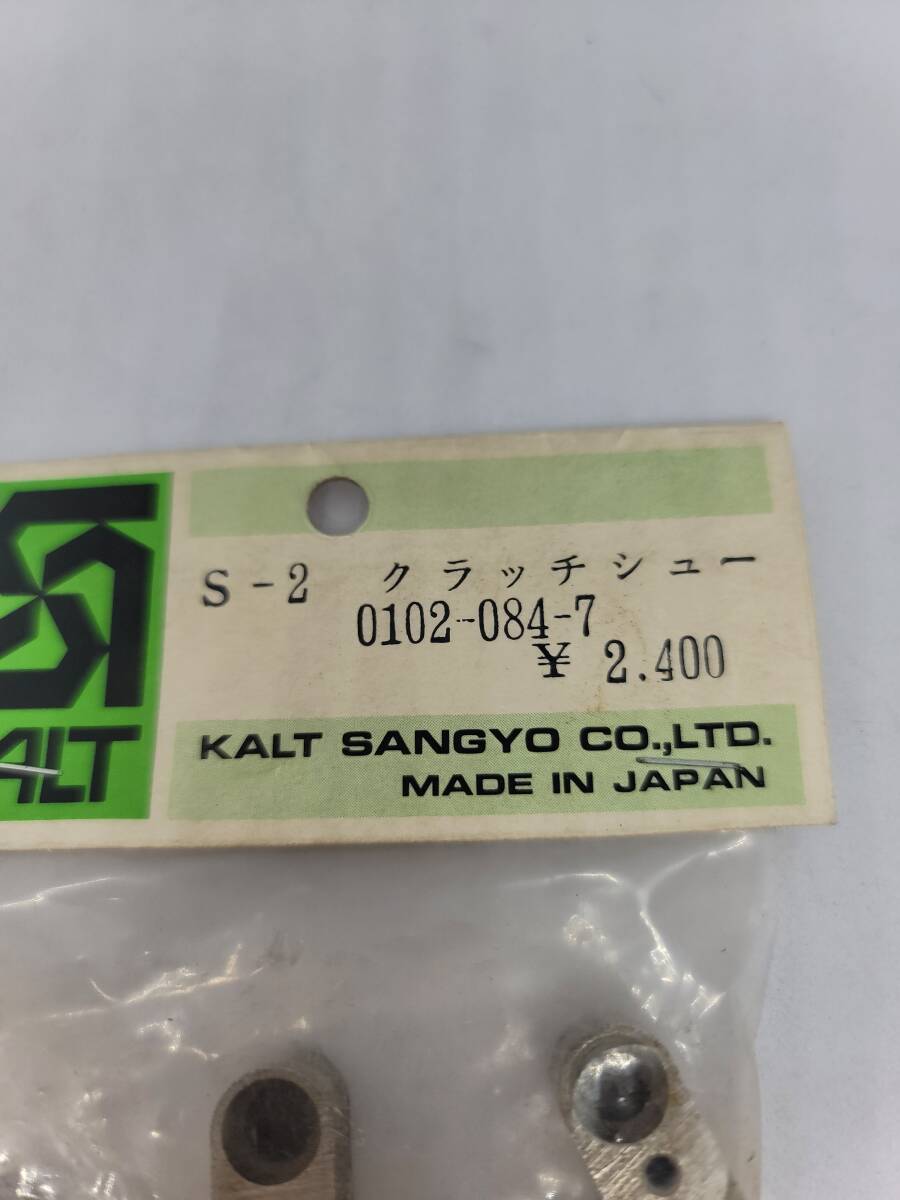 S-2 クラッチシュー
0102-084-7
¥ 2.400
KALT SANGYO CO.,LTD.
MADE IN JAPAN
KALT